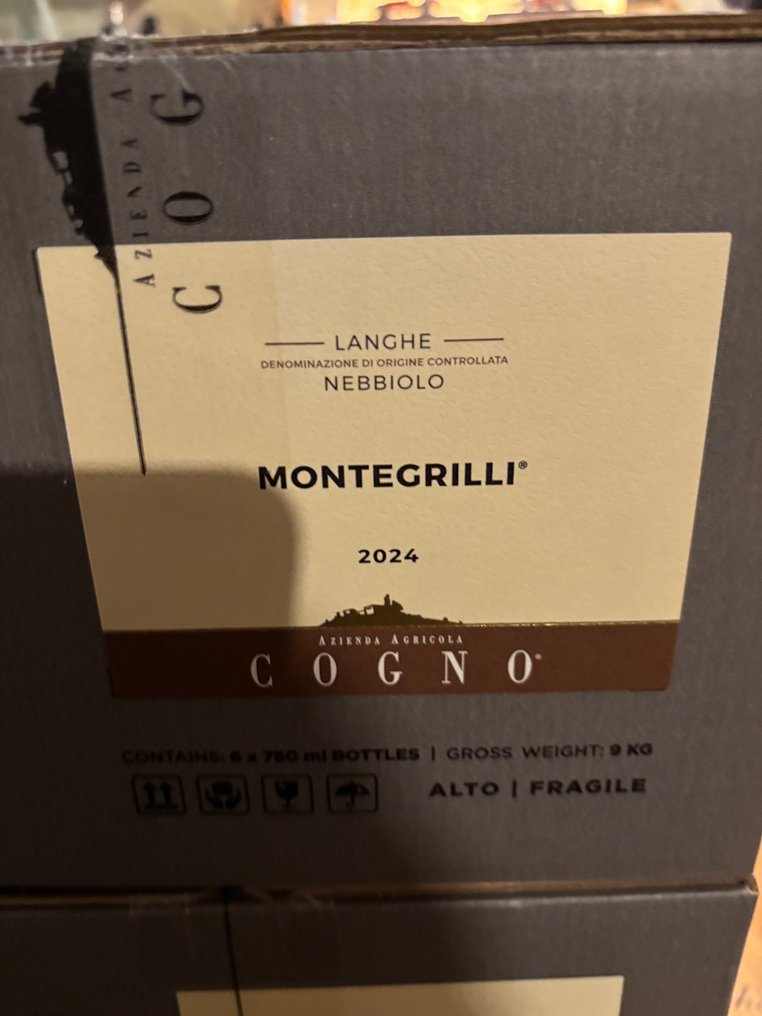 AZIENDA A
C O G
LANGHE
DENOMINAZIONE DI ORIGINE CONTROLLATA
NEBBIOLO
MONTEGRILLI®
2024
AZIENDA AGRICOLA
COGNO®
CONTAINS: 6 x 750 ml BOTTLES | GROSS WEIGHT: 9 KG
ALTO | FRAGILE